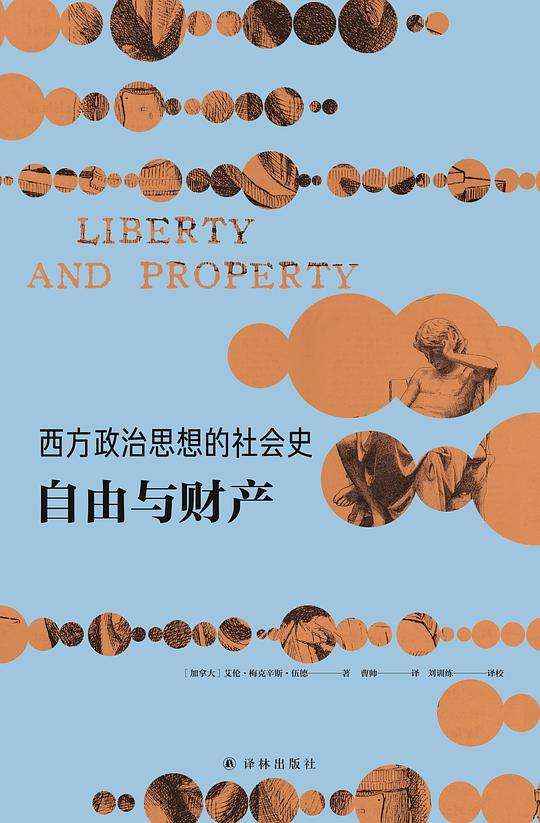 LIBERTY
AND PROPERTY
西方政治思想的社会史
自由与财产
[加拿大]艾伦·梅克辛斯·伍德————著 曹帅————译 刘训练————译校
译林出版社